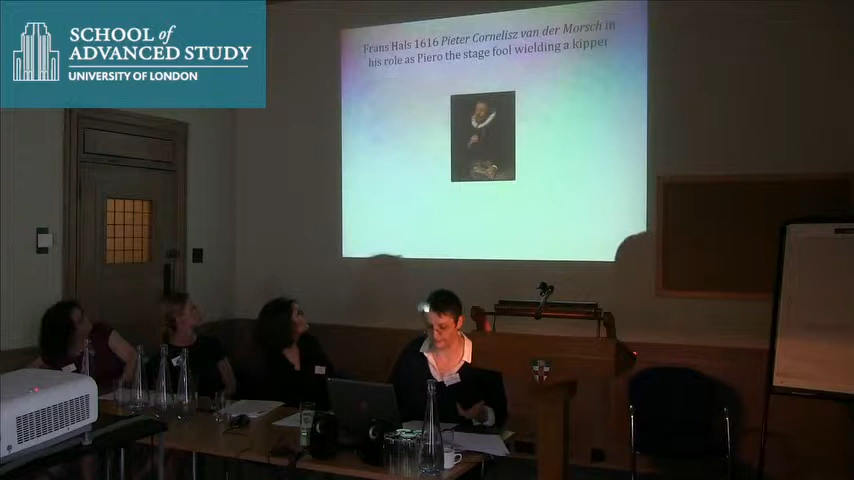 SCHOOL of
ADVANCED STUDY
UNIVERSITY OF LONDON
Frans Hals 1616 Pieter Cornelisz van der Morsch in
his role as Piero the stage fool wielding a kipper